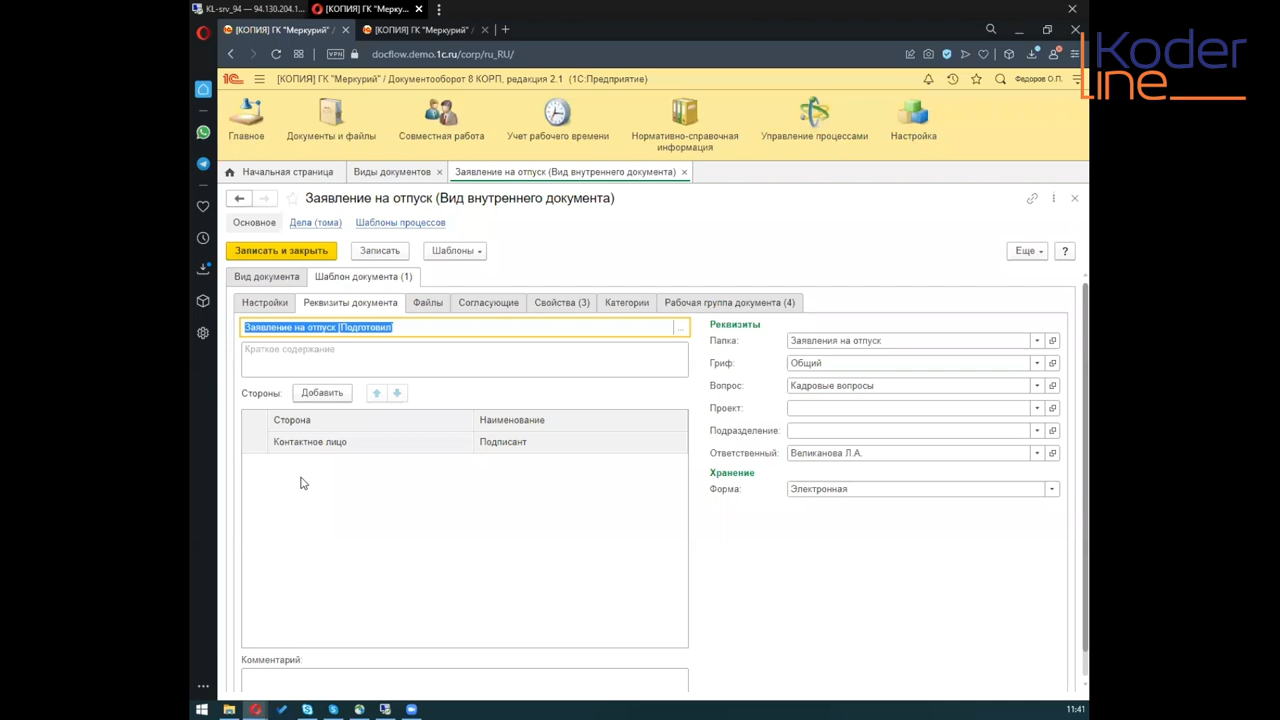 KL-srv_94 — 94.130.204.1...
[КОПИЯ] ГК "Мерку...
[КОПИЯ] ГК "Меркурий" /
[КОПИЯ] ГК "Меркурий" /
VPN
docflow.demo.1c.ru/corp/ru_RU/
Koder
line
[КОПИЯ] ГК "Меркурий" / Документооборот 8 КОРП, редакция 2.1 (1С:Предприятие)
Федоров О.П.
Главное
Документы и файлы
Совместная работа
Учет рабочего времени
Нормативно-справочная
информация
Управление процессами
Настройка
Начальная страница
Виды документов ×
Заявление на отпуск (Вид внутреннего документа) ×
Заявление на отпуск (Вид внутреннего документа)
Основное
Дела (тома)
Шаблоны процессов
Записать и закрыть
Записать
Шаблоны
Еще
?
Вид документа
Шаблон документа (1)
Настройки
Реквизиты документа
Файлы
Согласующие
Свойства (3)
Категории
Рабочая группа документа (4)
Заявление на отпуск [Подготовил]
...
Краткое содержание
Стороны:
Добавить
Сторона
Наименование
Контактное лицо
Подписант
Комментарий:
Реквизиты
Папка: Заявления на отпуск
Гриф: Общий
Вопрос: Кадровые вопросы
Проект:
Подразделение:
Ответственный: Великанова Л.А.
Хранение
Форма: Электронная
11:41